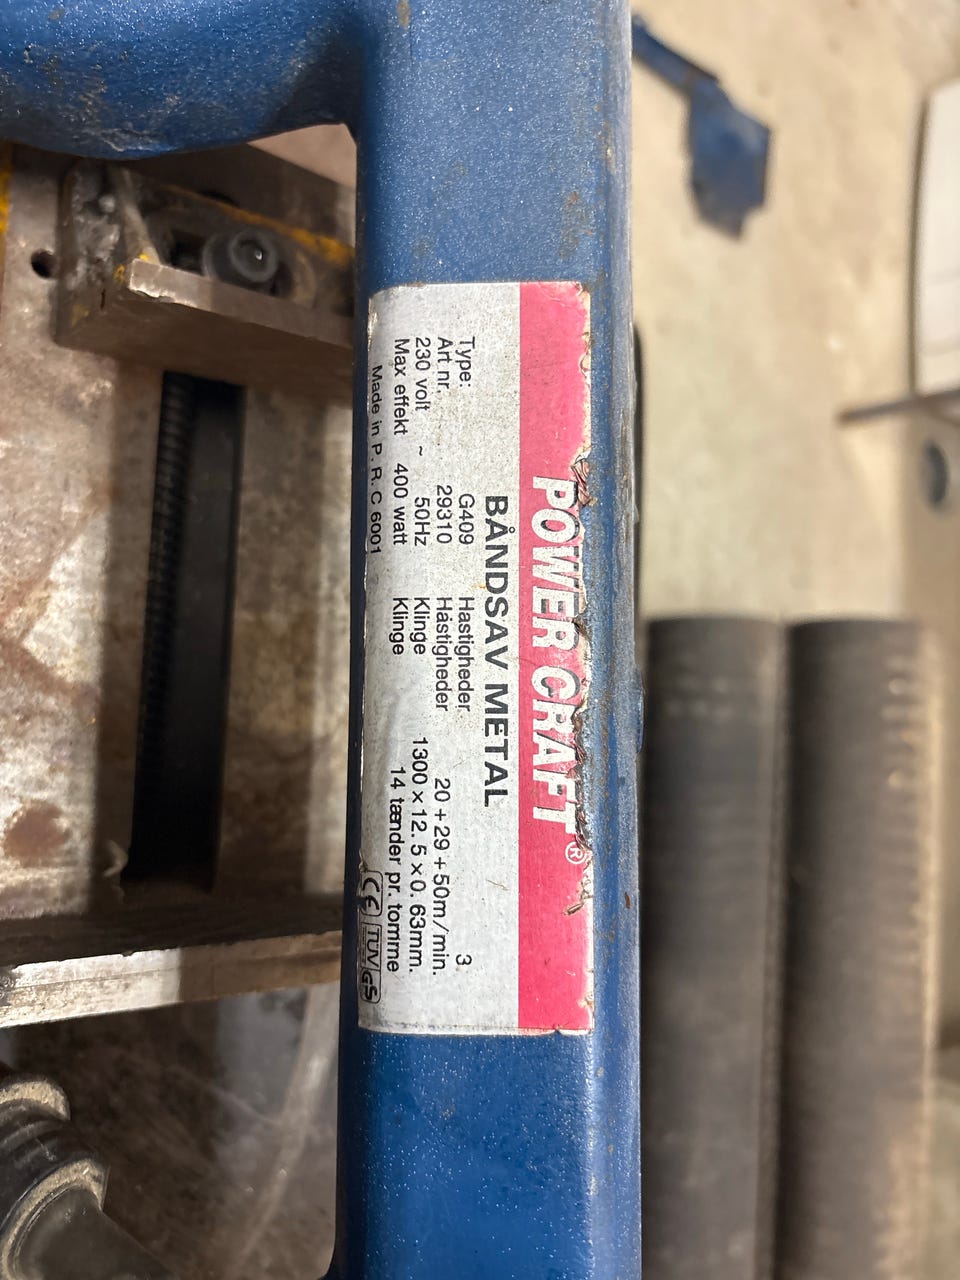 POWER CRAFT ®
BÅNDSAV METAL
Type: G409 Hastigheder 3
Art nr. 29310 Hástigheder 20 + 29 + 50m/min.
230 volt ~ 50Hz Klinge 1300 × 12. 5 × 0. 63mm.
Max effekt 400 watt Klinge 14 tænder pr. tomme
Made in P. R. C 6001
CE TÜV GS